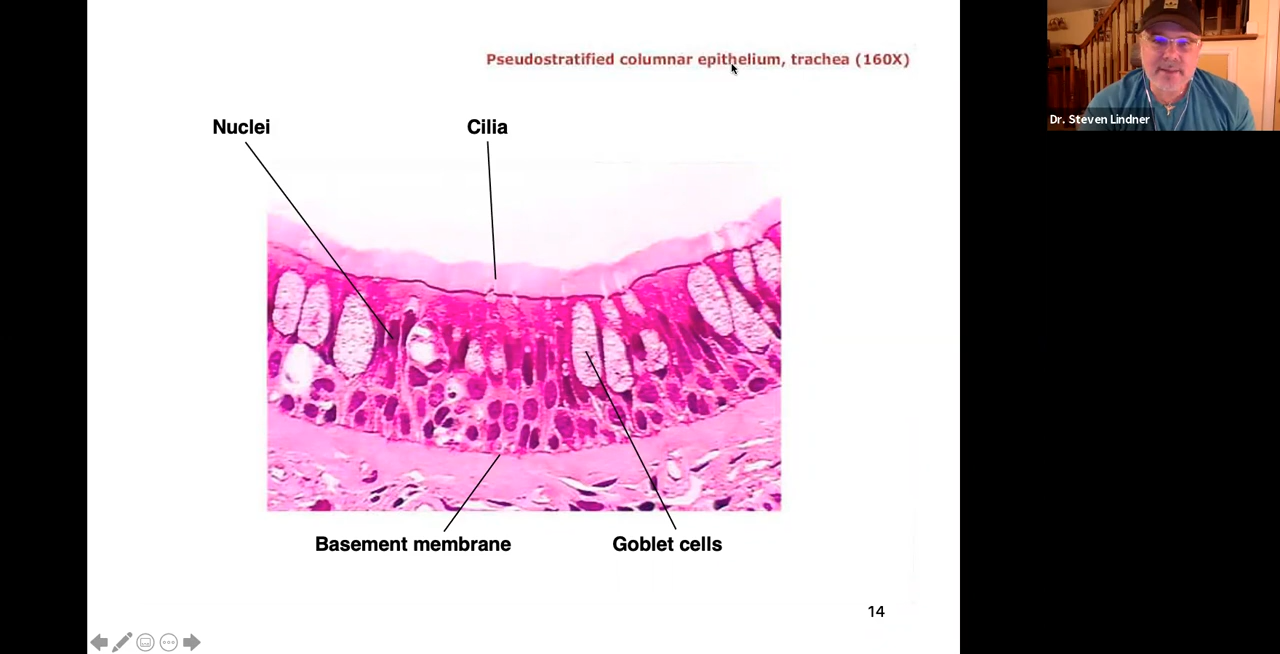 Pseudostratified columnar epithelium, trachea (160X)
Nuclei
Cilia
Dr. Steven Lindner
Basement membrane
Goblet cells
14